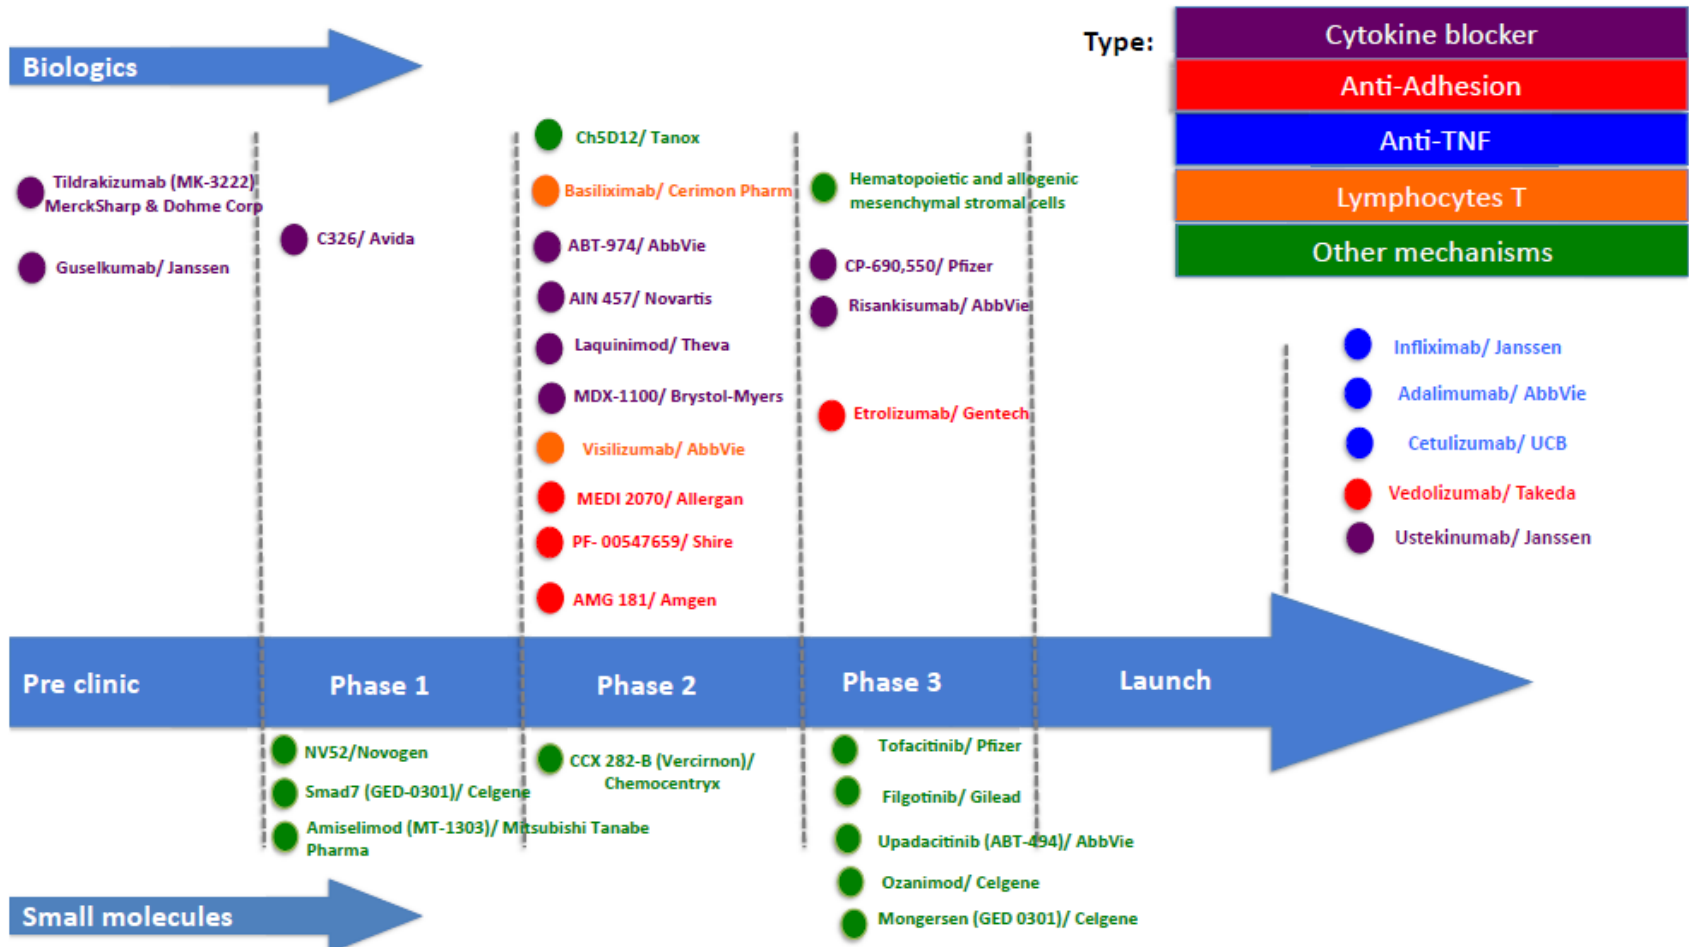 Biologics
Type:
Cytokine blocker
Anti-Adhesion
Anti-TNF
Lymphocytes T
Other mechanisms
Tildrakizumab (MK-3222)
MerckSharp & Dohme Corp
Guselkumab/ Janssen
C326/ Avida
Ch5D12/ Tanox
Basiliximab/ Cerimon Pharm
ABT-974/ AbbVie
AIN 457/ Novartis
Laquinimod/ Theva
MDX-1100/ Brystol-Myers
Visilizumab/ AbbVie
MEDI 2070/ Allergan
PF- 00547659/ Shire
AMG 181/ Amgen
Hematopoietic and allogenic
mesenchymal stromal cells
CP-690,550/ Pfizer
Risankisumab/ AbbVie
Etrolizumab/ Gentech
Infliximab/ Janssen
Adalimumab/ AbbVie
Cetulizumab/ UCB
Vedolizumab/ Takeda
Ustekinumab/ Janssen
Pre clinic
Phase 1
Phase 2
Phase 3
Launch
NV52/Novogen
Smad7 (GED-0301)/ Celgene
Amiselimod (MT-1303)/ Mitsubishi Tanabe
Pharma
CCX 282-B (Vercirnon)/
Chemocentryx
Tofacitinib/ Pfizer
Filgotinib/ Gilead
Upadacitinib (ABT-494)/ AbbVie
Ozanimod/ Celgene
Mongersen (GED 0301)/ Celgene
Small molecules